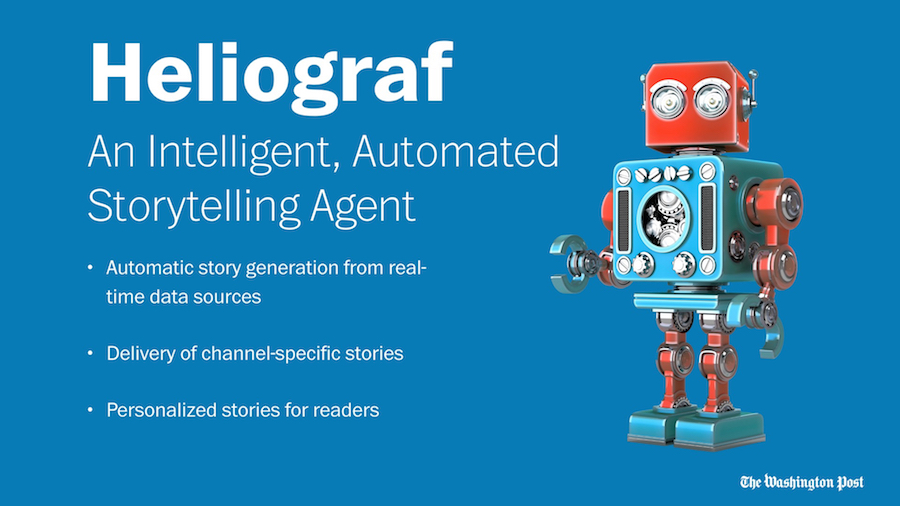 Heliograf
An Intelligent, Automated
Storytelling Agent
• Automatic story generation from real-
time data sources
• Delivery of channel-specific stories
• Personalized stories for readers
The Washington Post